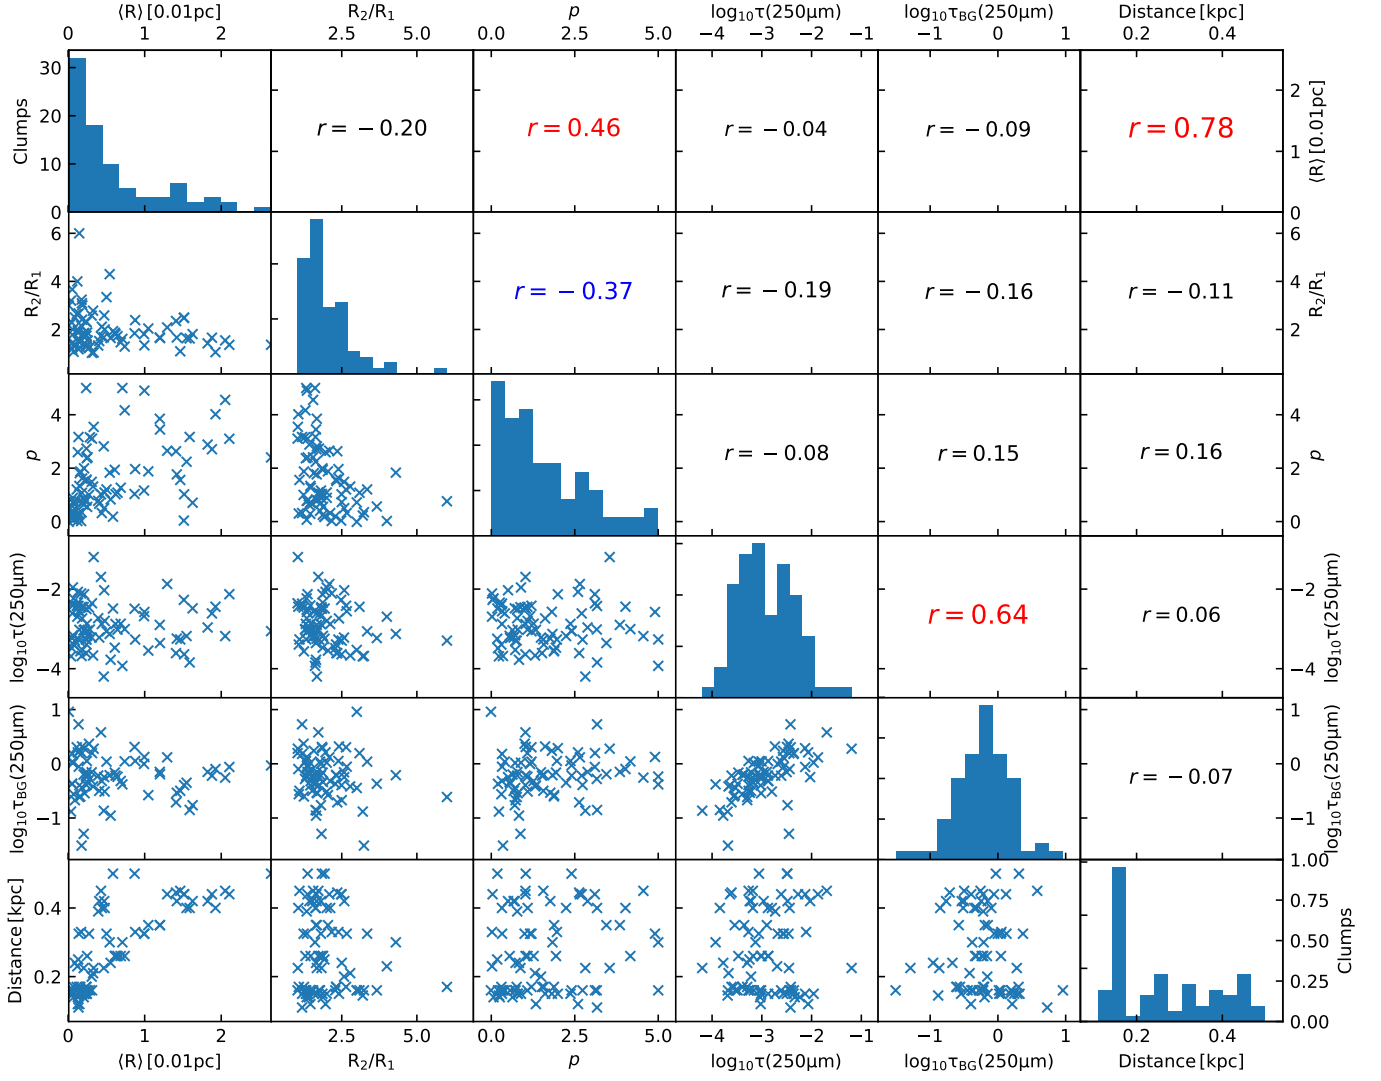 ⟨R⟩ [0.01pc] R₂/R₁ p log₁₀τ(250μm) log₁₀τ_BG(250μm) Distance [kpc]
0 1 2 2.5 5.0 0.0 2.5 5.0 −4 −3 −2 −1 −1 0 1 0.2 0.4
Clumps
30
20
10
0
r = −0.20
r = 0.46
r = −0.04
r = −0.09
r = 0.78
2
1
0
⟨R⟩ [0.01pc]
R₂/R₁
6
4
2
r = −0.37
r = −0.19
r = −0.16
r = −0.11
6
4
2
R₂/R₁
p
4
2
0
r = −0.08
r = 0.15
r = 0.16
4
2
0
p
log₁₀τ(250μm)
−2
−4
r = 0.64
r = 0.06
−2
−4
log₁₀τ(250μm)
log₁₀τ_BG(250μm)
1
0
−1
r = −0.07
1
0
−1
log₁₀τ_BG(250μm)
Distance [kpc]
0.4
0.2
1.00
0.75
0.50
0.25
0.00
Clumps
0 1 2 2.5 5.0 0.0 2.5 5.0 −4 −3 −2 −1 −1 0 1 0.2 0.4
⟨R⟩ [0.01pc] R₂/R₁ p log₁₀τ(250μm) log₁₀τ_BG(250μm) Distance [kpc]